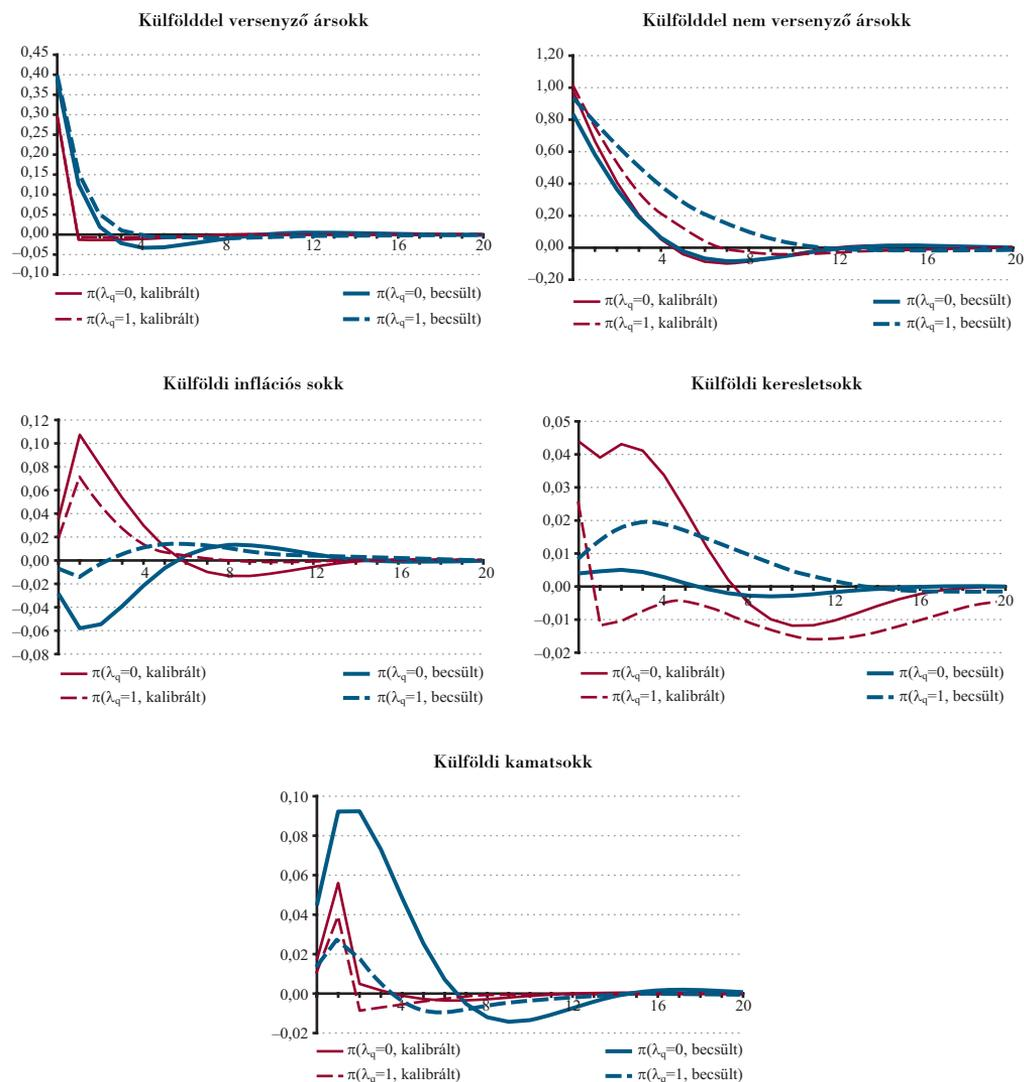 Külfölddel versenyző ársokk
0,45
0,40
0,35
0,30
0,25
0,20
0,15
0,10
0,05
0,00
–0,05
–0,10
4
8
12
20
π(λq=0, kalibrált)
π(λq=0, becsült)
π(λq=1, kalibrált)
π(λq=1, becsült)
Külfölddel nem versenyző ársokk
1,20
1,00
0,80
0,60
0,40
0,20
0,00
–0,20
4
8
12
16
20
π(λq=0, kalibrált)
π(λq=0, becsült)
π(λq=1, kalibrált)
π(λq=1, becsült)
Külföldi inflációs sokk
0,12
0,10
0,08
0,06
0,04
0,02
0,00
–0,02
–0,04
–0,06
–0,08
4
8
12
16
20
π(λq=0, kalibrált)
π(λq=0, becsült)
π(λq=1, kalibrált)
π(λq=1, becsült)
Külföldi keresletsokk
0,05
0,04
0,03
0,02
0,01
0,00
–0,01
–0,02
4
8
12
16
20
π(λq=0, kalibrált)
π(λq=0, becsült)
π(λq=1, kalibrált)
π(λq=1, becsült)
Külföldi kamatsokk
0,10
0,08
0,06
0,04
0,02
0,00
–0,02
4
8
12
16
20
π(λq=0, kalibrált)
π(λq=0, becsült)
π(λq=1, kalibrált)
π(λq=1, becsült)